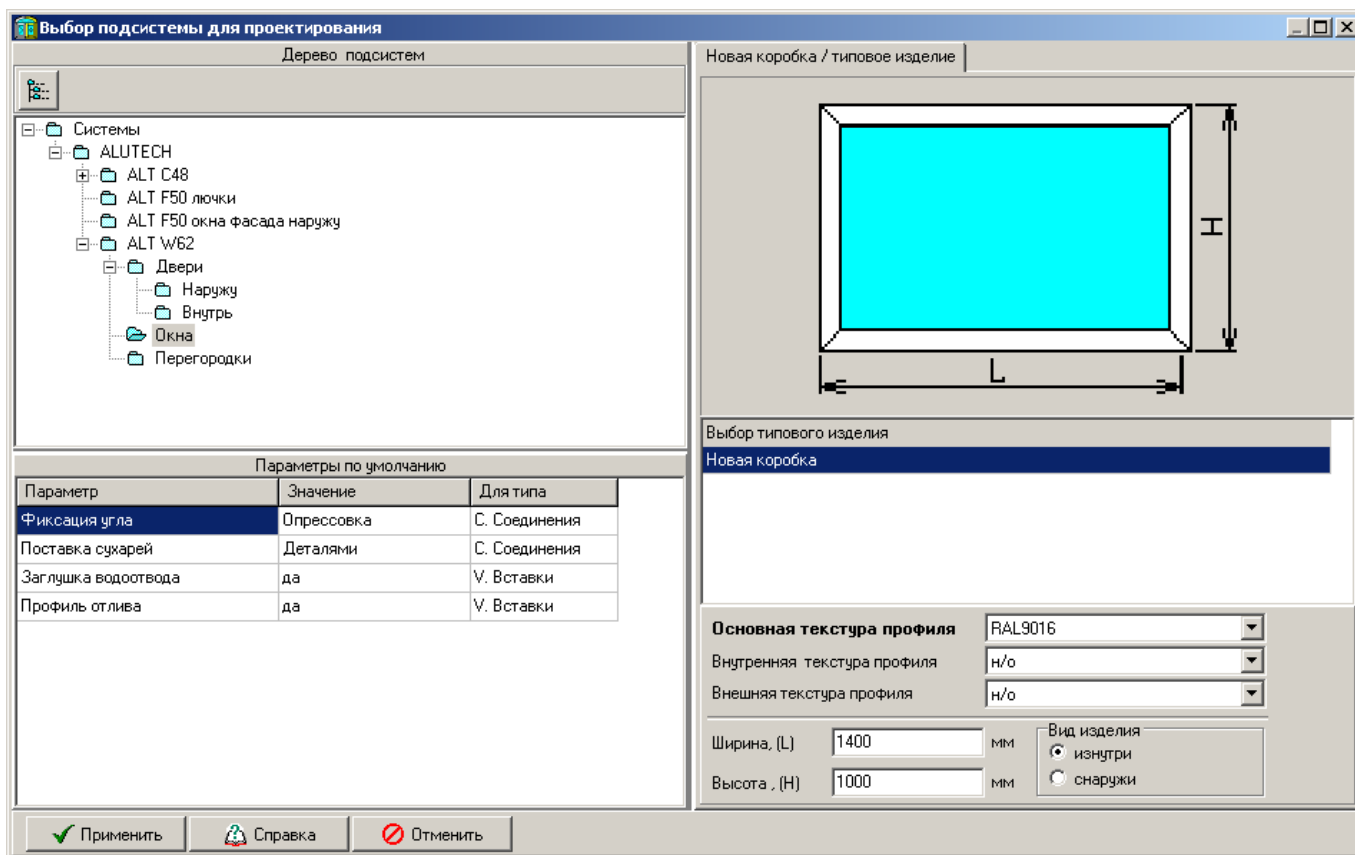 Выбор подсистемы для проектирования
Дерево подсистем
Системы
ALUTECH
ALT C48
ALT F50 лючки
ALT F50 окна фасада наружу
ALT W62
Двери
Наружу
Внутрь
Окна
Перегородки
Параметры по умолчанию
Параметр Значение Для типа
Фиксация угла Опрессовка С. Соединения
Поставка сухарей Деталями С. Соединения
Заглушка водоотвода да V. Вставки
Профиль отлива да V. Вставки
Новая коробка / типовое изделие
H
L
Выбор типового изделия
Новая коробка
Основная текстура профиля RAL9016
Внутренняя текстура профиля н/о
Внешняя текстура профиля н/о
Ширина, (L) 1400 мм
Высота , (H) 1000 мм
Вид изделия
изнутри
снаружи
Применить Справка Отменить